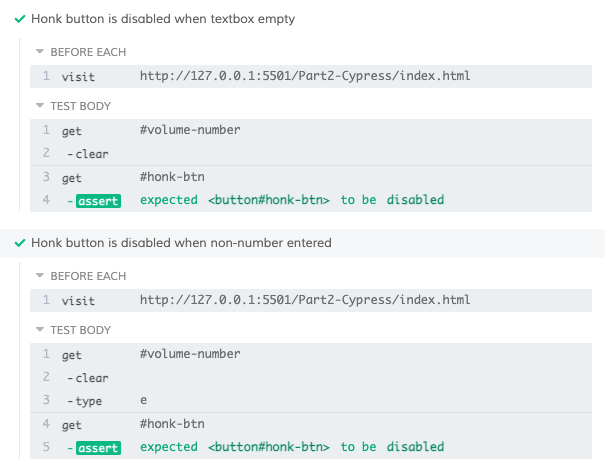 Honk button is disabled when textbox empty
BEFORE EACH
1 visit http://127.0.0.1:5501/Part2-Cypress/index.html
TEST BODY
1 get #volume-number
2 -clear
3 get #honk-btn
4 -assert expected <button#honk-btn> to be disabled
Honk button is disabled when non-number entered
BEFORE EACH
1 visit http://127.0.0.1:5501/Part2-Cypress/index.html
TEST BODY
1 get #volume-number
2 -clear
3 -type e
4 get #honk-btn
5 -assert expected <button#honk-btn> to be disabled